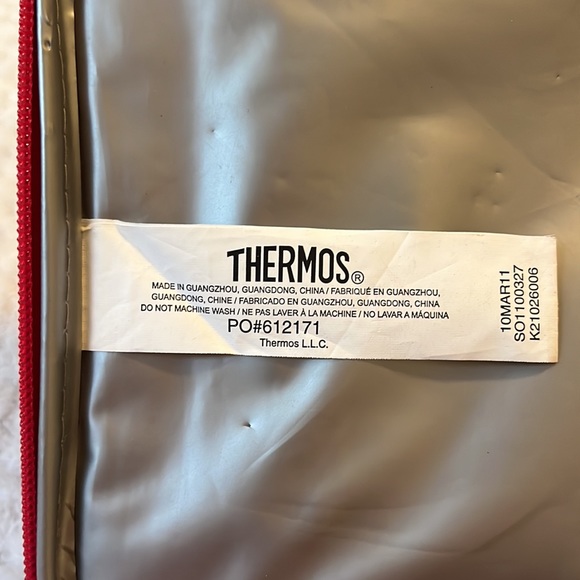 THERMOS®
MADE IN GUANGZHOU, GUANGDONG, CHINA / FABRIQUÉ EN GUANGZHOU,
GUANGDONG, CHINE / FABRICADO EN GUANGZHOU, GUANGDONG, CHINA
DO NOT MACHINE WASH / NE PAS LAVER À LA MACHINE / NO LAVAR A MÁQUINA
PO#612171
Thermos L.L.C.
10MAR11
SO1100327
K21026006